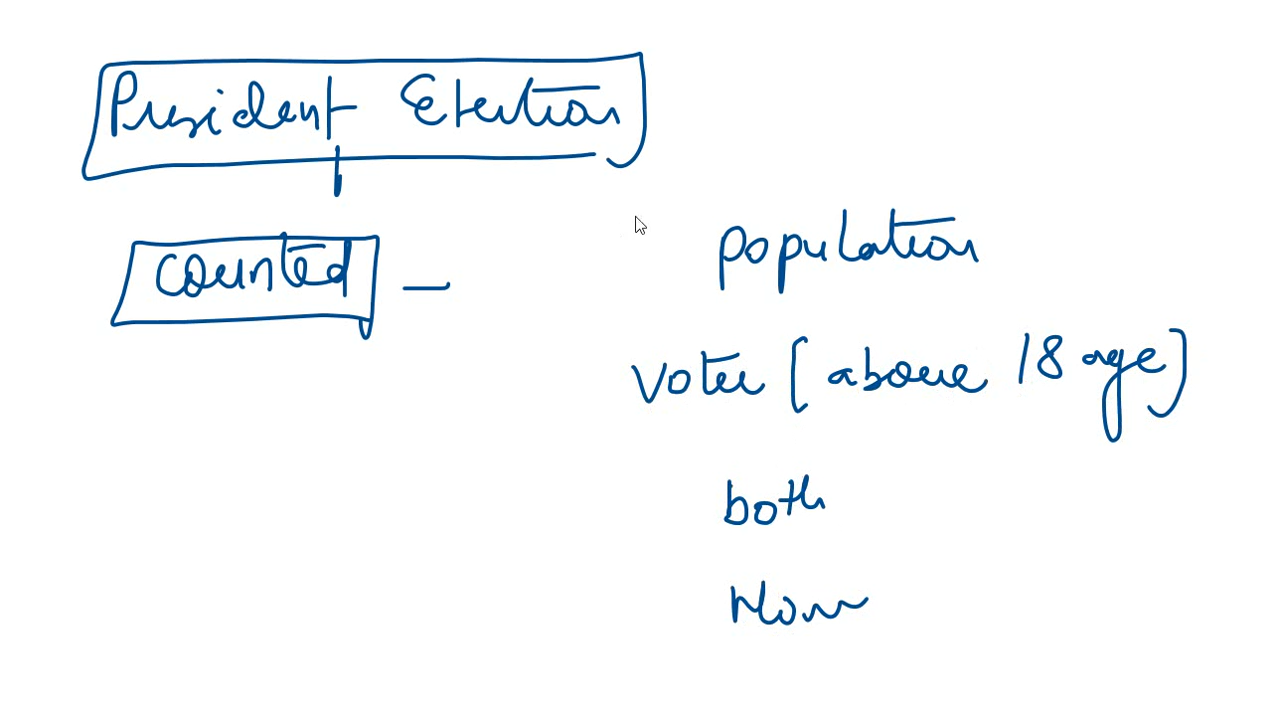 President Election
counted —
population
voter [above 18 age]
both
None